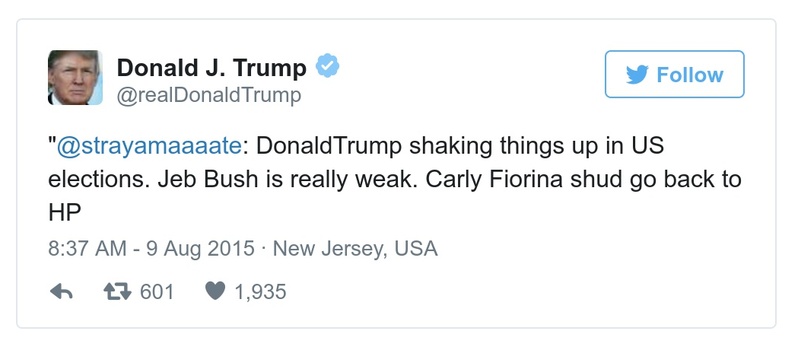 Donald J. Trump
@realDonaldTrump
Follow
"@strayamaaaate: DonaldTrump shaking things up in US
elections. Jeb Bush is really weak. Carly Fiorina shud go back to
HP
8:37 AM - 9 Aug 2015 · New Jersey, USA
601 1,935